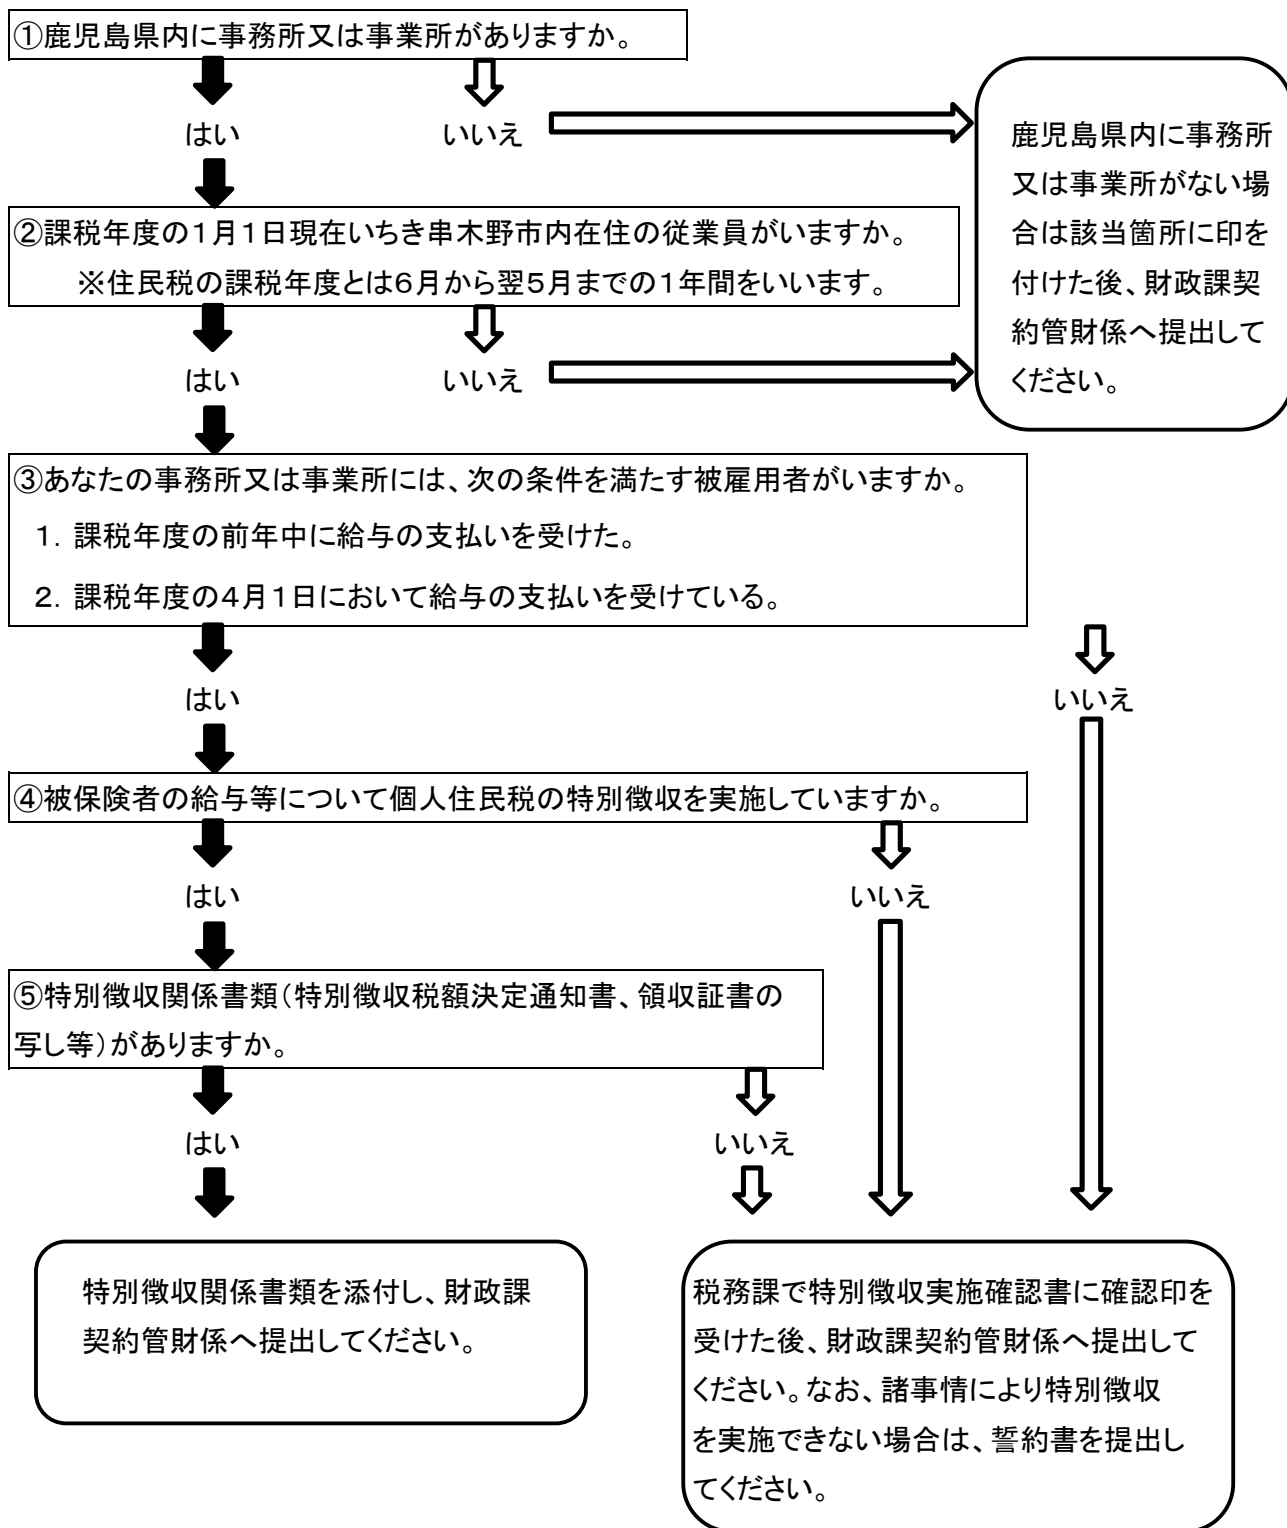 ①鹿児島県内に事務所又は事業所がありますか。
はい
いいえ
鹿児島県内に事務所
又は事業所がない場
合は該当箇所に印を
付けた後、財政課契
約管財係へ提出して
ください。
②課税年度の1月1日現在いちき串木野市内在住の従業員がいますか。
※住民税の課税年度とは6月から翌5月までの1年間をいいます。
はい
いいえ
③あなたの事務所又は事業所には、次の条件を満たす被雇用者がいますか。
1. 課税年度の前年中に給与の支払いを受けた。
2. 課税年度の4月1日において給与の支払いを受けている。
はい
いいえ
④被保険者の給与等について個人住民税の特別徴収を実施していますか。
はい
いいえ
⑤特別徴収関係書類(特別徴収税額決定通知書、領収証書の
写し等)がありますか。
はい
いいえ
特別徴収関係書類を添付し、財政課
契約管財係へ提出してください。
税務課で特別徴収実施確認書に確認印を
受けた後、財政課契約管財係へ提出して
ください。なお、諸事情により特別徴収
を実施できない場合は、誓約書を提出し
てください。